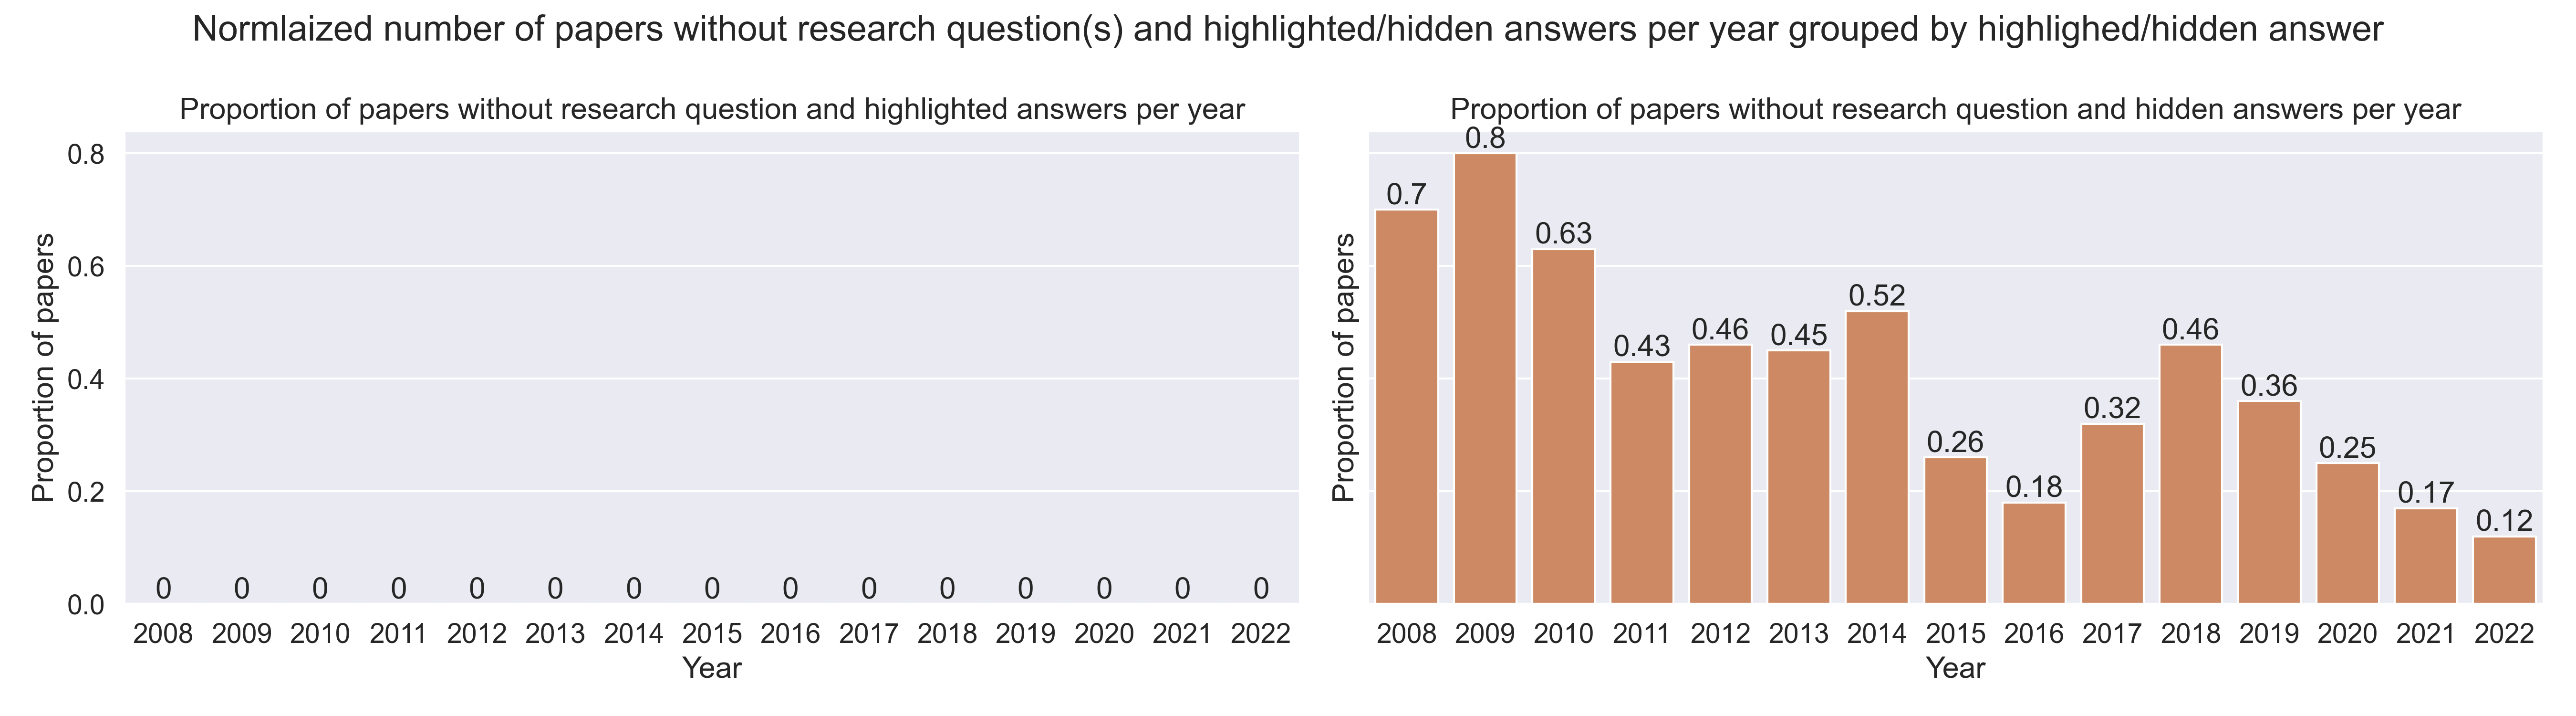 Normlaized number of papers without research question(s) and highlighted/hidden answers per year grouped by highlighed/hidden answer
Proportion of papers without research question and highlighted answers per year
Proportion of papers
0.8
0.6
0.4
0.2
0.0
0 0 0 0 0 0 0 0 0 0 0 0 0 0 0
2008 2009 2010 2011 2012 2013 2014 2015 2016 2017 2018 2019 2020 2021 2022
Year
Proportion of papers without research question and hidden answers per year
Proportion of papers
0.7 0.8 0.63 0.43 0.46 0.45 0.52 0.26 0.18 0.32 0.46 0.36 0.25 0.17 0.12
2008 2009 2010 2011 2012 2013 2014 2015 2016 2017 2018 2019 2020 2021 2022
Year